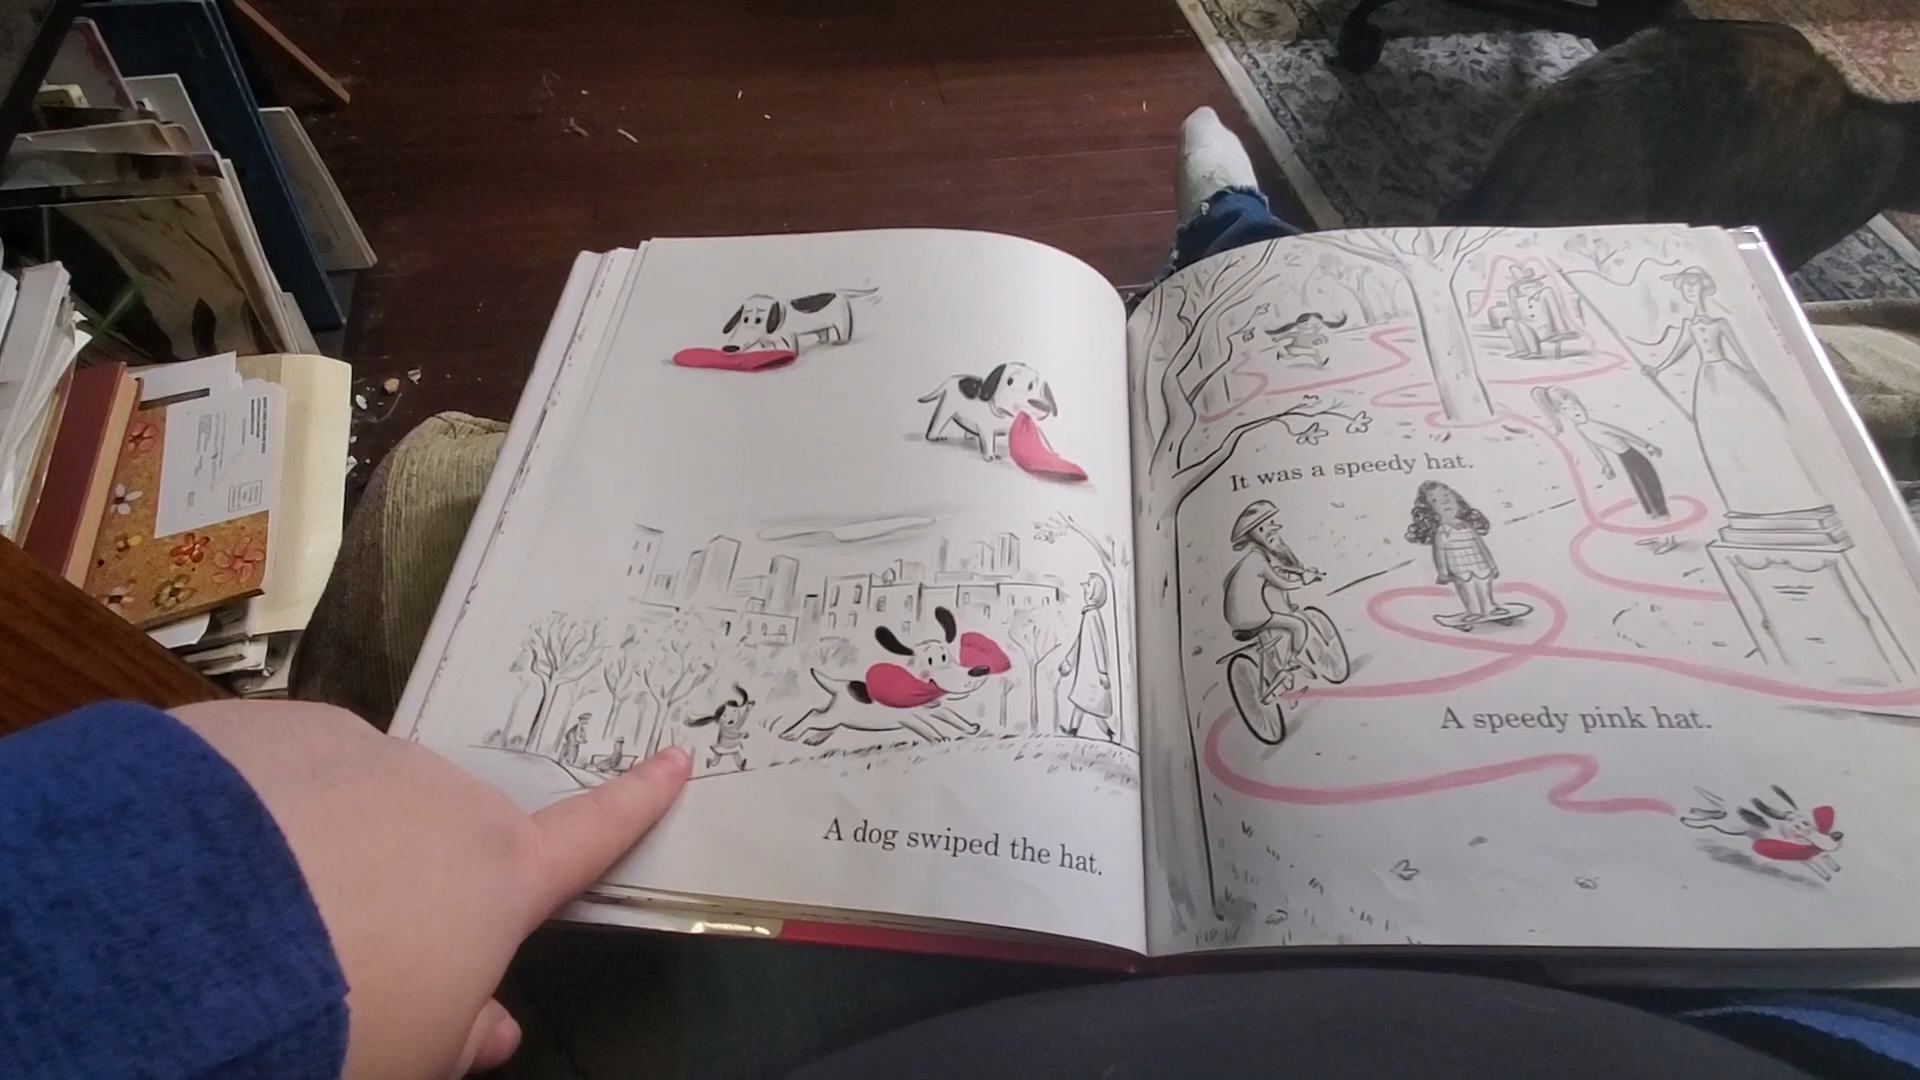 A dog swiped the hat.
It was a speedy hat.
A speedy pink hat.